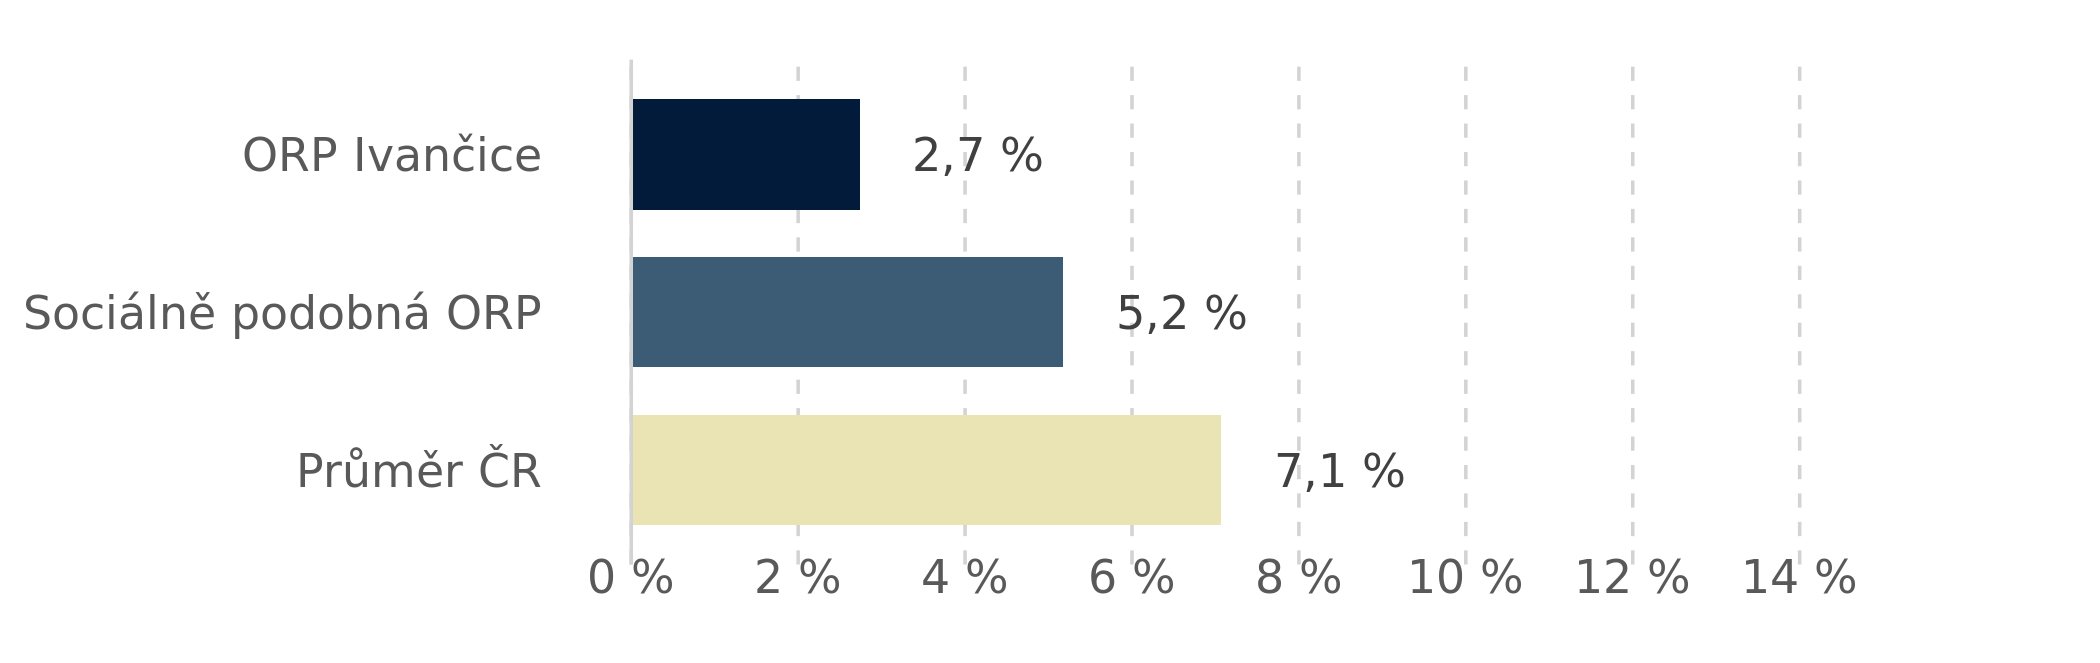 ORP Ivančice 2,7 %
Sociálně podobná ORP 5,2 %
Průměr ČR 7,1 %
0 % 2 % 4 % 6 % 8 % 10 % 12 % 14 %